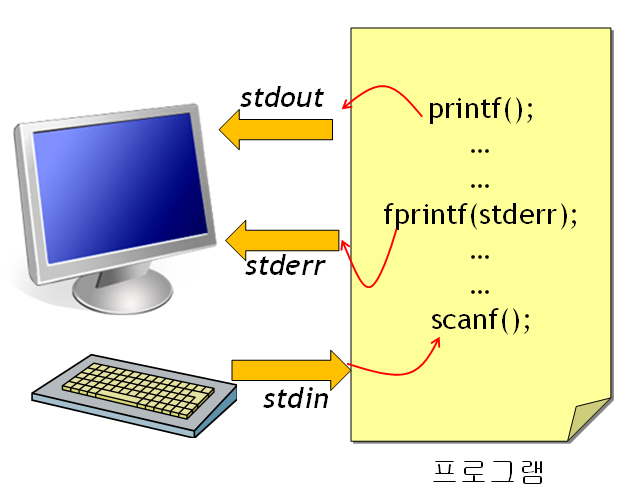 stdout
printf();
...
...
fprintf(stderr);
stderr
...
...
scanf();
stdin
프로그램